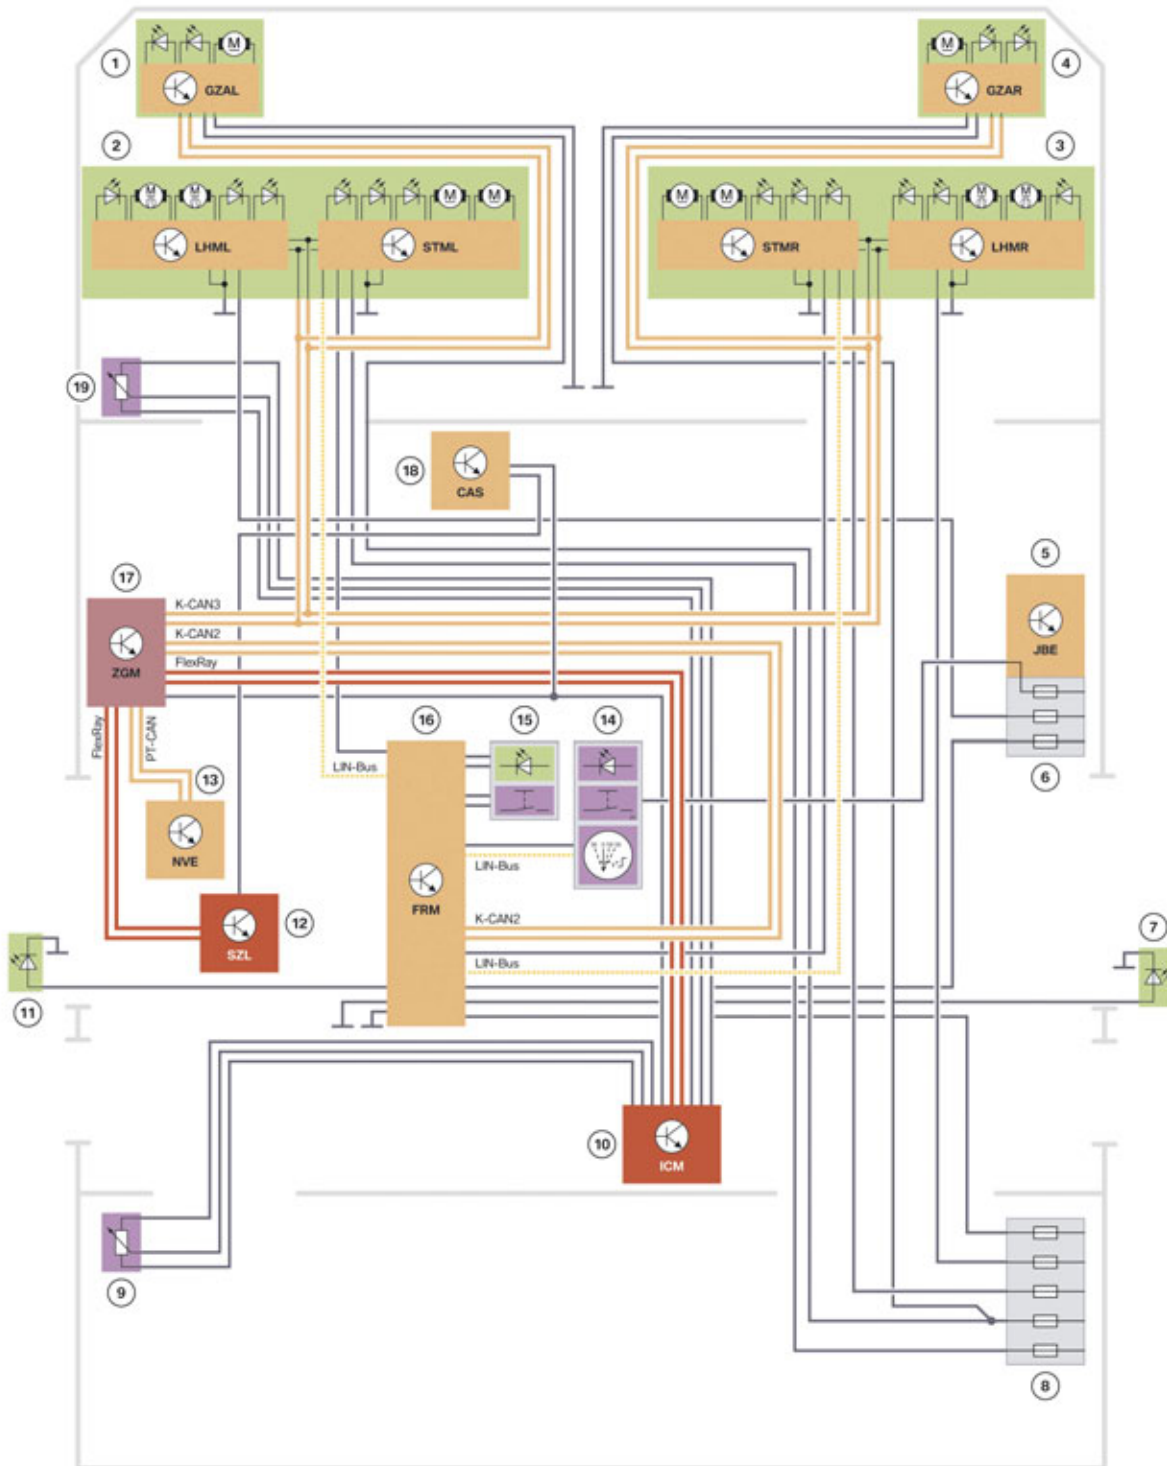 1
GZAL
M
M
GZAR
4
2
3
M
M
M
M
M
M
M
M
LHML
STML
STMR
LHMR
19
18
CAS
5
17
K-CAN3
K-CAN2
FlexRay
ZGM
JBE
FlexRay
PT-CAN
16
15
14
LIN-Bus
6
13
NVE
LIN-Bus
FRM
K-CAN2
12
SZL
LIN-Bus
7
11
10
ICM
9
8